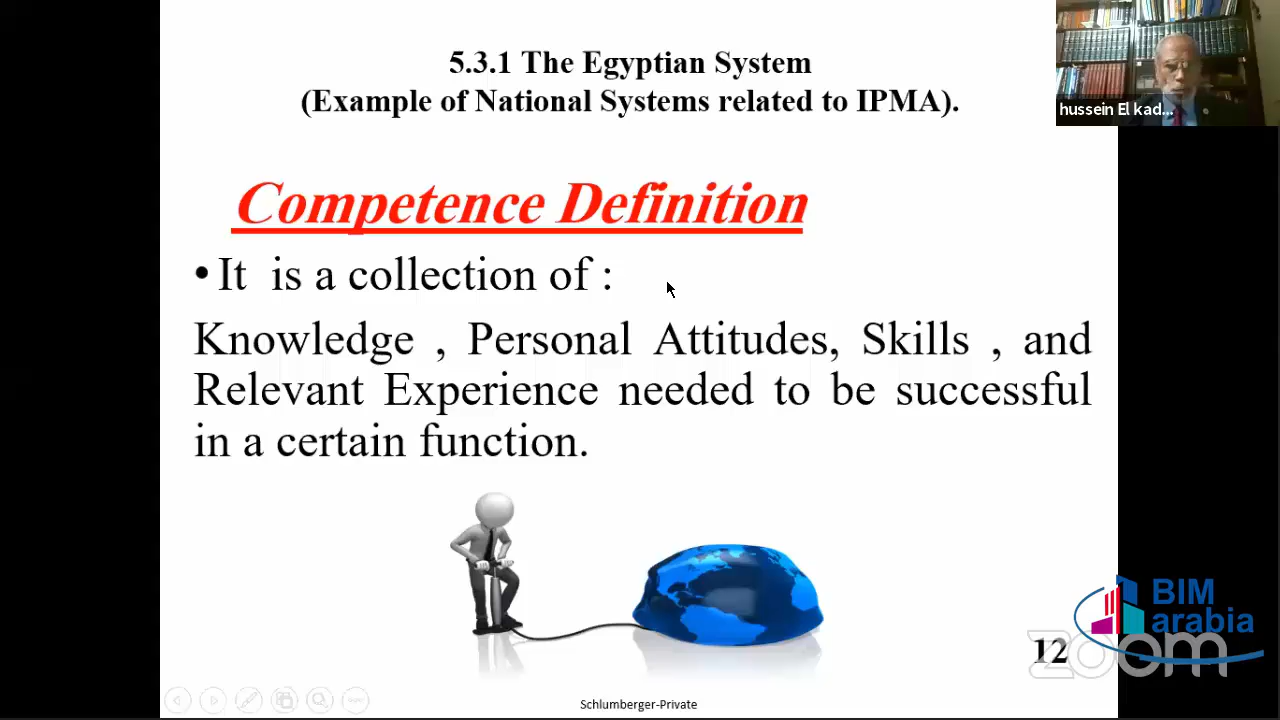 5.3.1 The Egyptian System
(Example of National Systems related to IPMA).
hussein El kad...
Competence Definition
• It is a collection of :
Knowledge , Personal Attitudes, Skills , and
Relevant Experience needed to be successful
in a certain function.
BIM
arabia
12
zoom
Schlumberger-Private